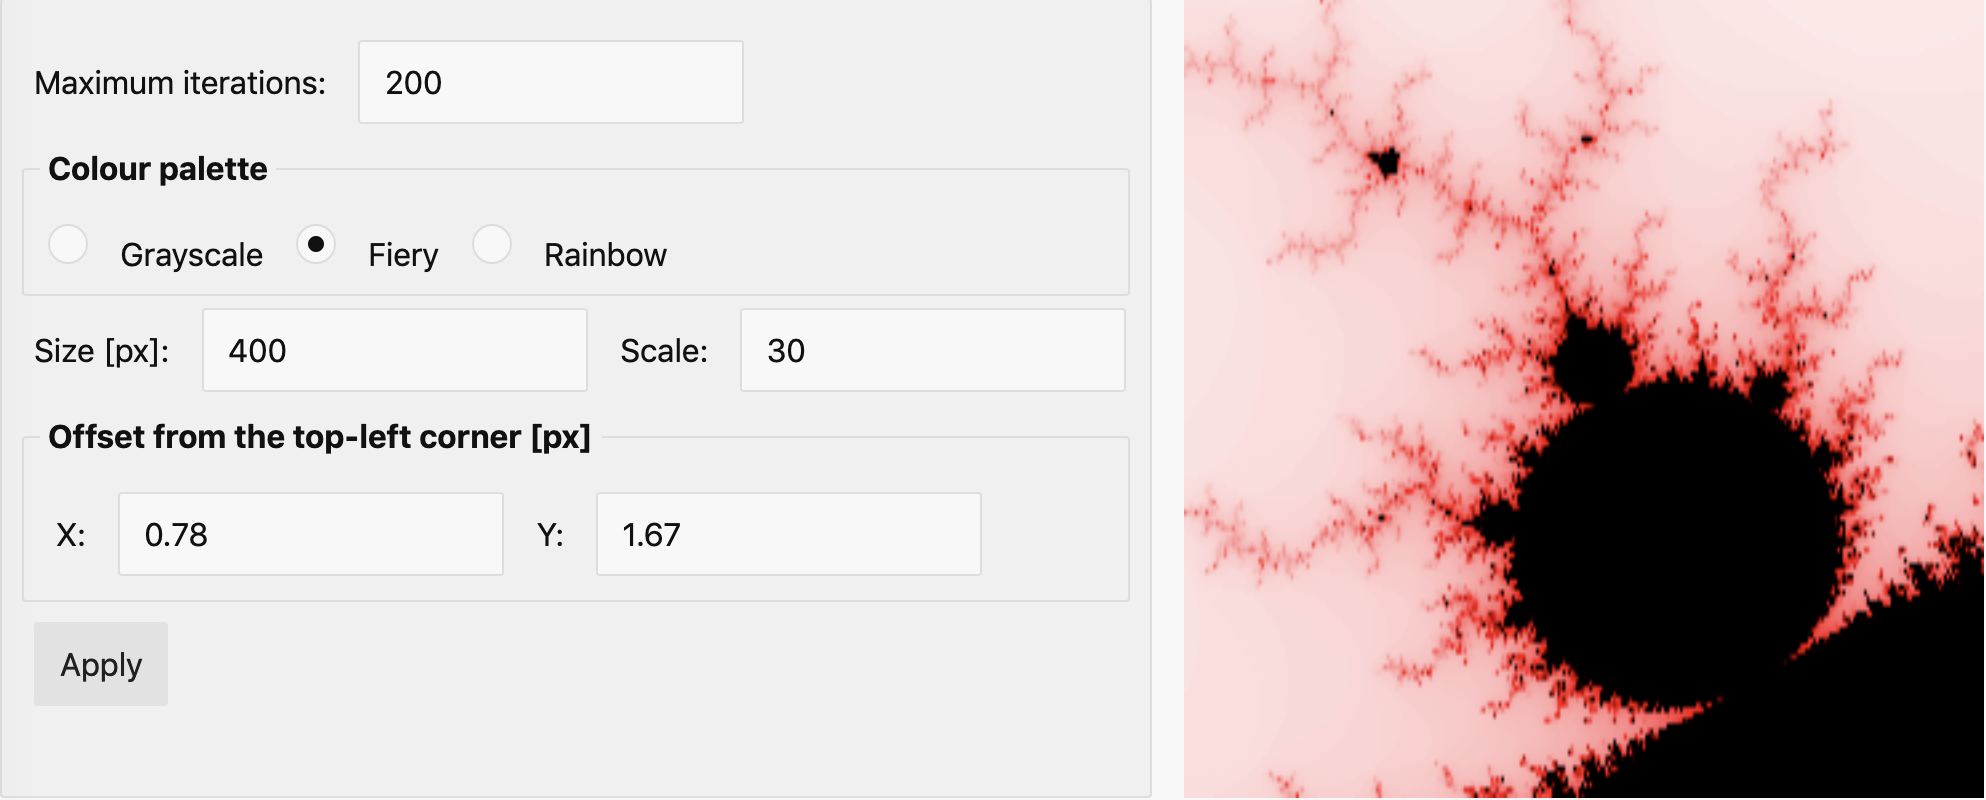 Maximum iterations: 200
Colour palette
Grayscale Fiery Rainbow
Size [px]: 400 Scale: 30
Offset from the top-left corner [px]
X: 0.78 Y: 1.67
Apply